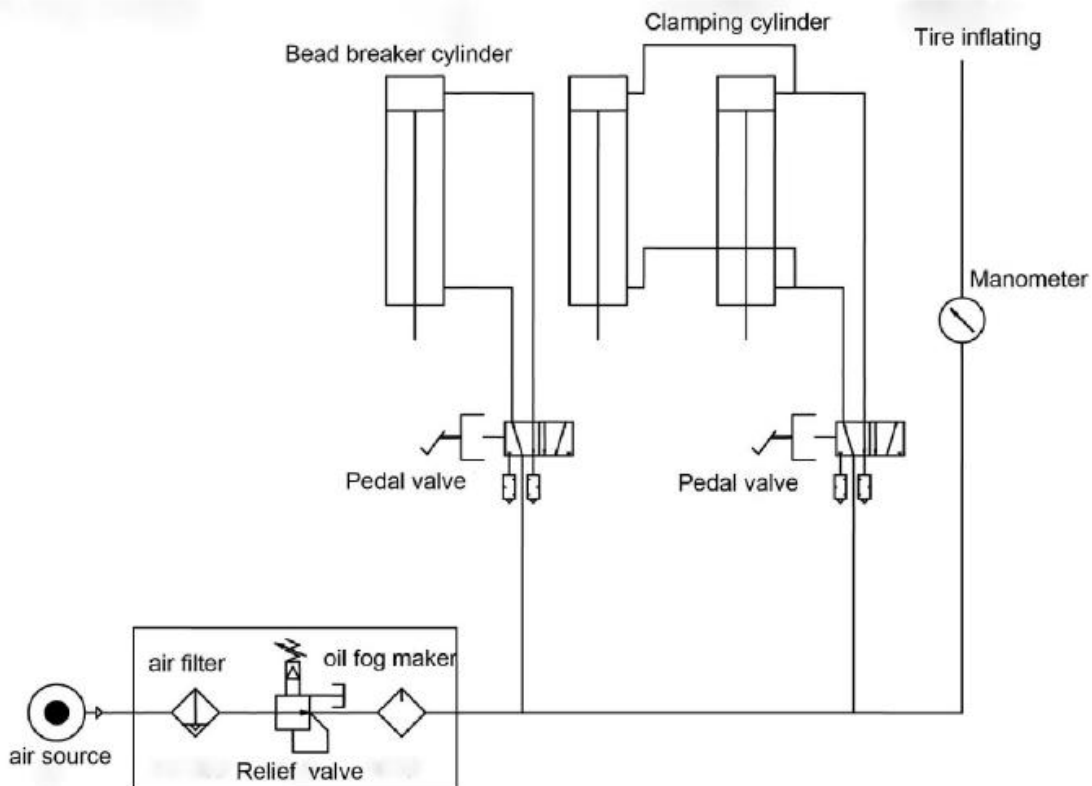 Clamping cylinder
Tire inflating
Bead breaker cylinder
Manometer
Pedal valve
Pedal valve
air filter
oil fog maker
air source
Relief valve